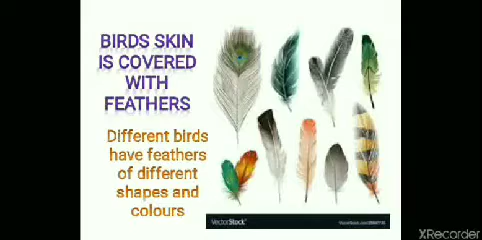 BIRDS SKIN
IS COVERED
WITH
FEATHERS
Different birds
have feathers
of different
shapes and
colours
VectorStock
XRecorder